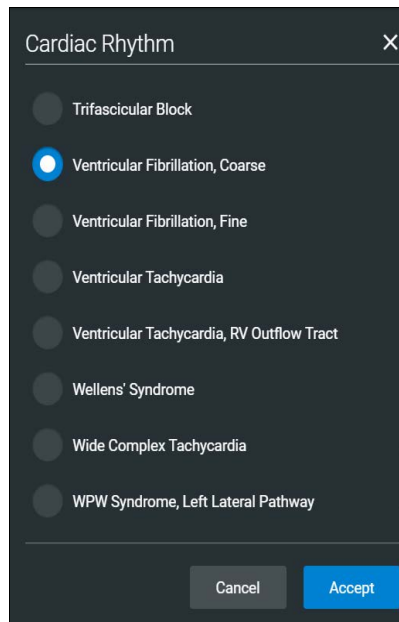 Cardiac Rhythm
Trifascicular Block
Ventricular Fibrillation, Coarse
Ventricular Fibrillation, Fine
Ventricular Tachycardia
Ventricular Tachycardia, RV Outflow Tract
Wellens' Syndrome
Wide Complex Tachycardia
WPW Syndrome, Left Lateral Pathway
Cancel Accept